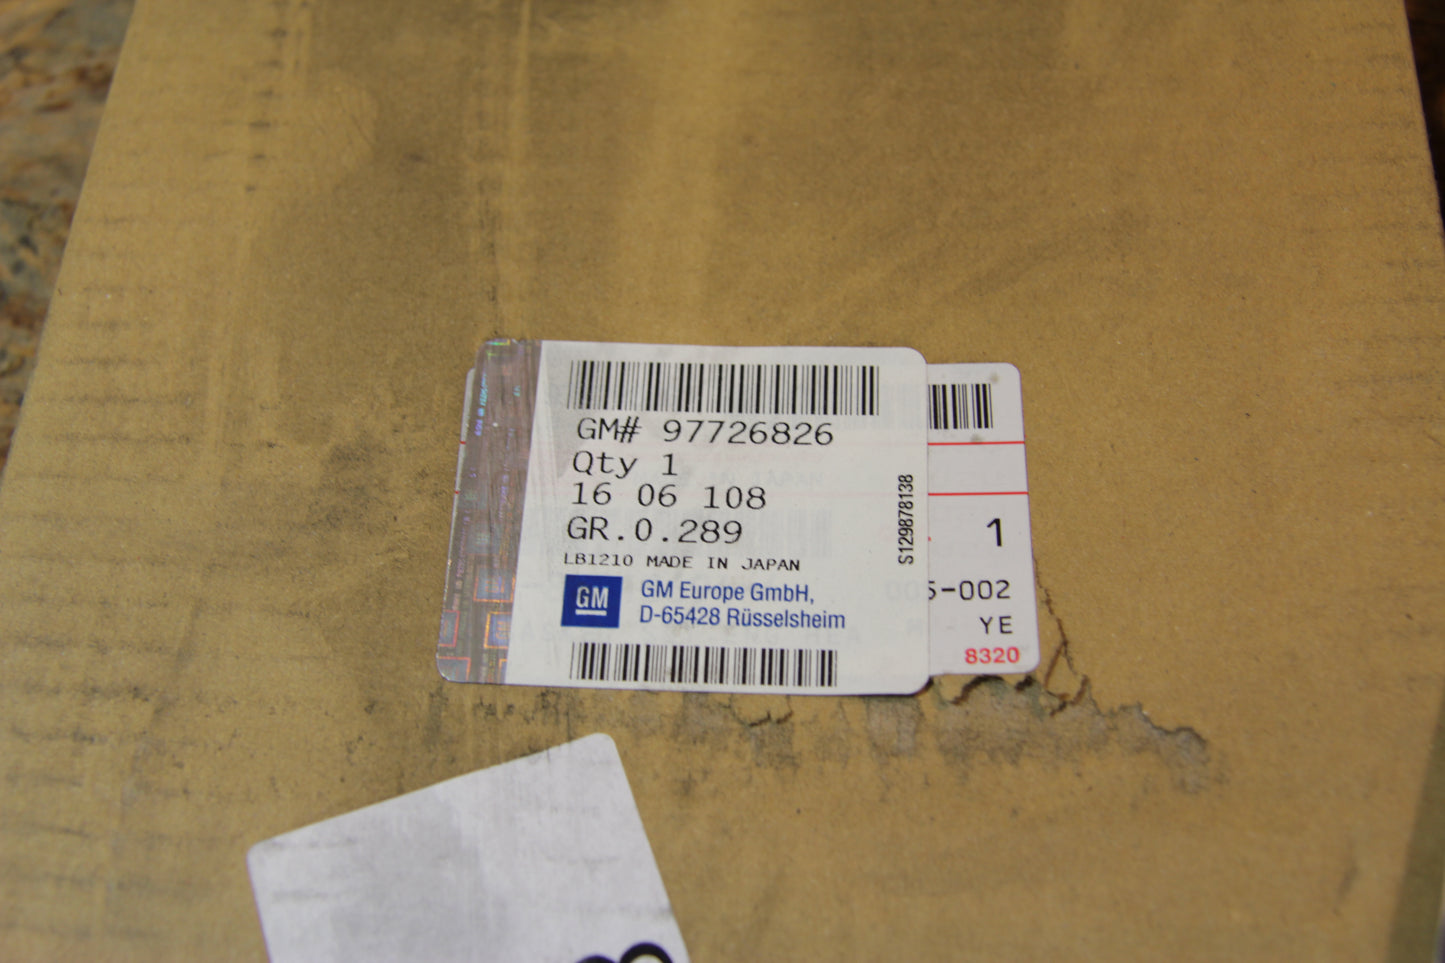 GM# 97726826
Qty 1
16 06 108
GR.0.289
LB1210 MADE IN JAPAN
GM
GM Europe GmbH,
D-65428 Rüsselsheim
S129878138
1
5-002
YE
8320